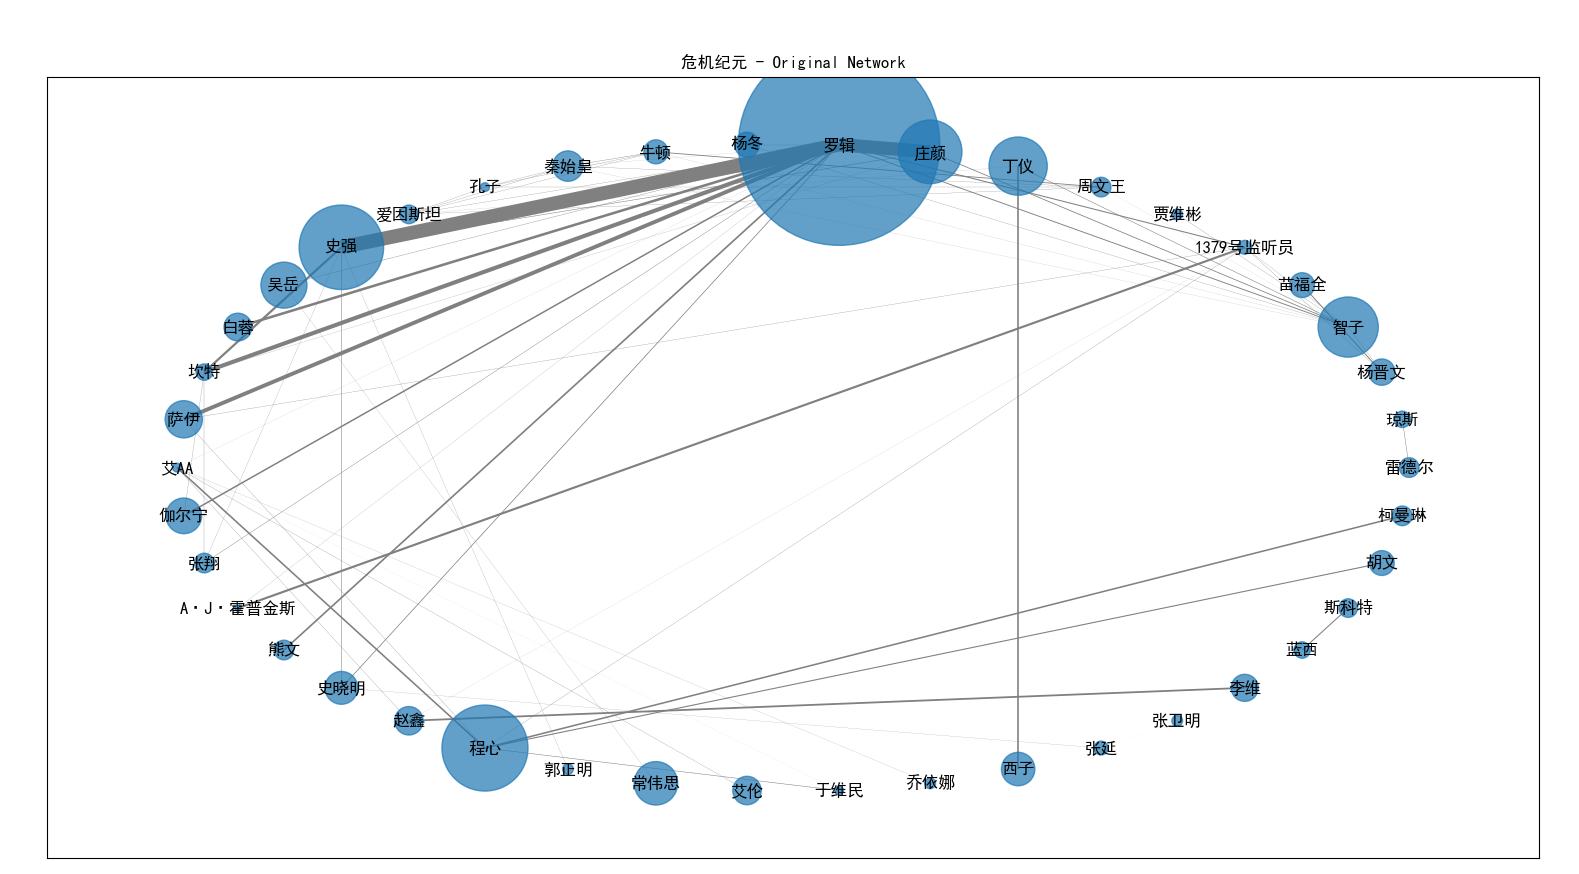 危机纪元 - Original Network
杨冬
罗辑
牛顿
庄颜
秦始皇
丁仪
孔子
周文王
爱因斯坦
贾维彬
史强
1379号监听员
吴岳
苗福全
白蓉
智子
坎特
杨晋文
萨伊
琼斯
艾AA
雷德尔
伽尔宁
柯曼琳
张翔
胡文
A·J·霍普金斯
斯科特
熊文
蓝西
史晓明
李维
赵鑫
张卫明
程心
张延
郭正明
西子
常伟思
乔依娜
艾伦
于维民